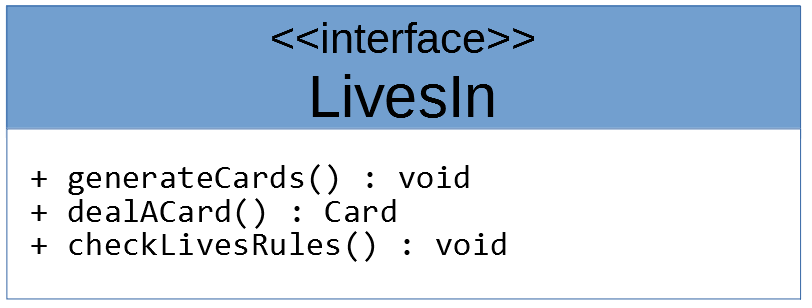 <<interface>>
LivesIn
+ generateCards() : void
+ dealACard() : Card
+ checkLivesRules() : void